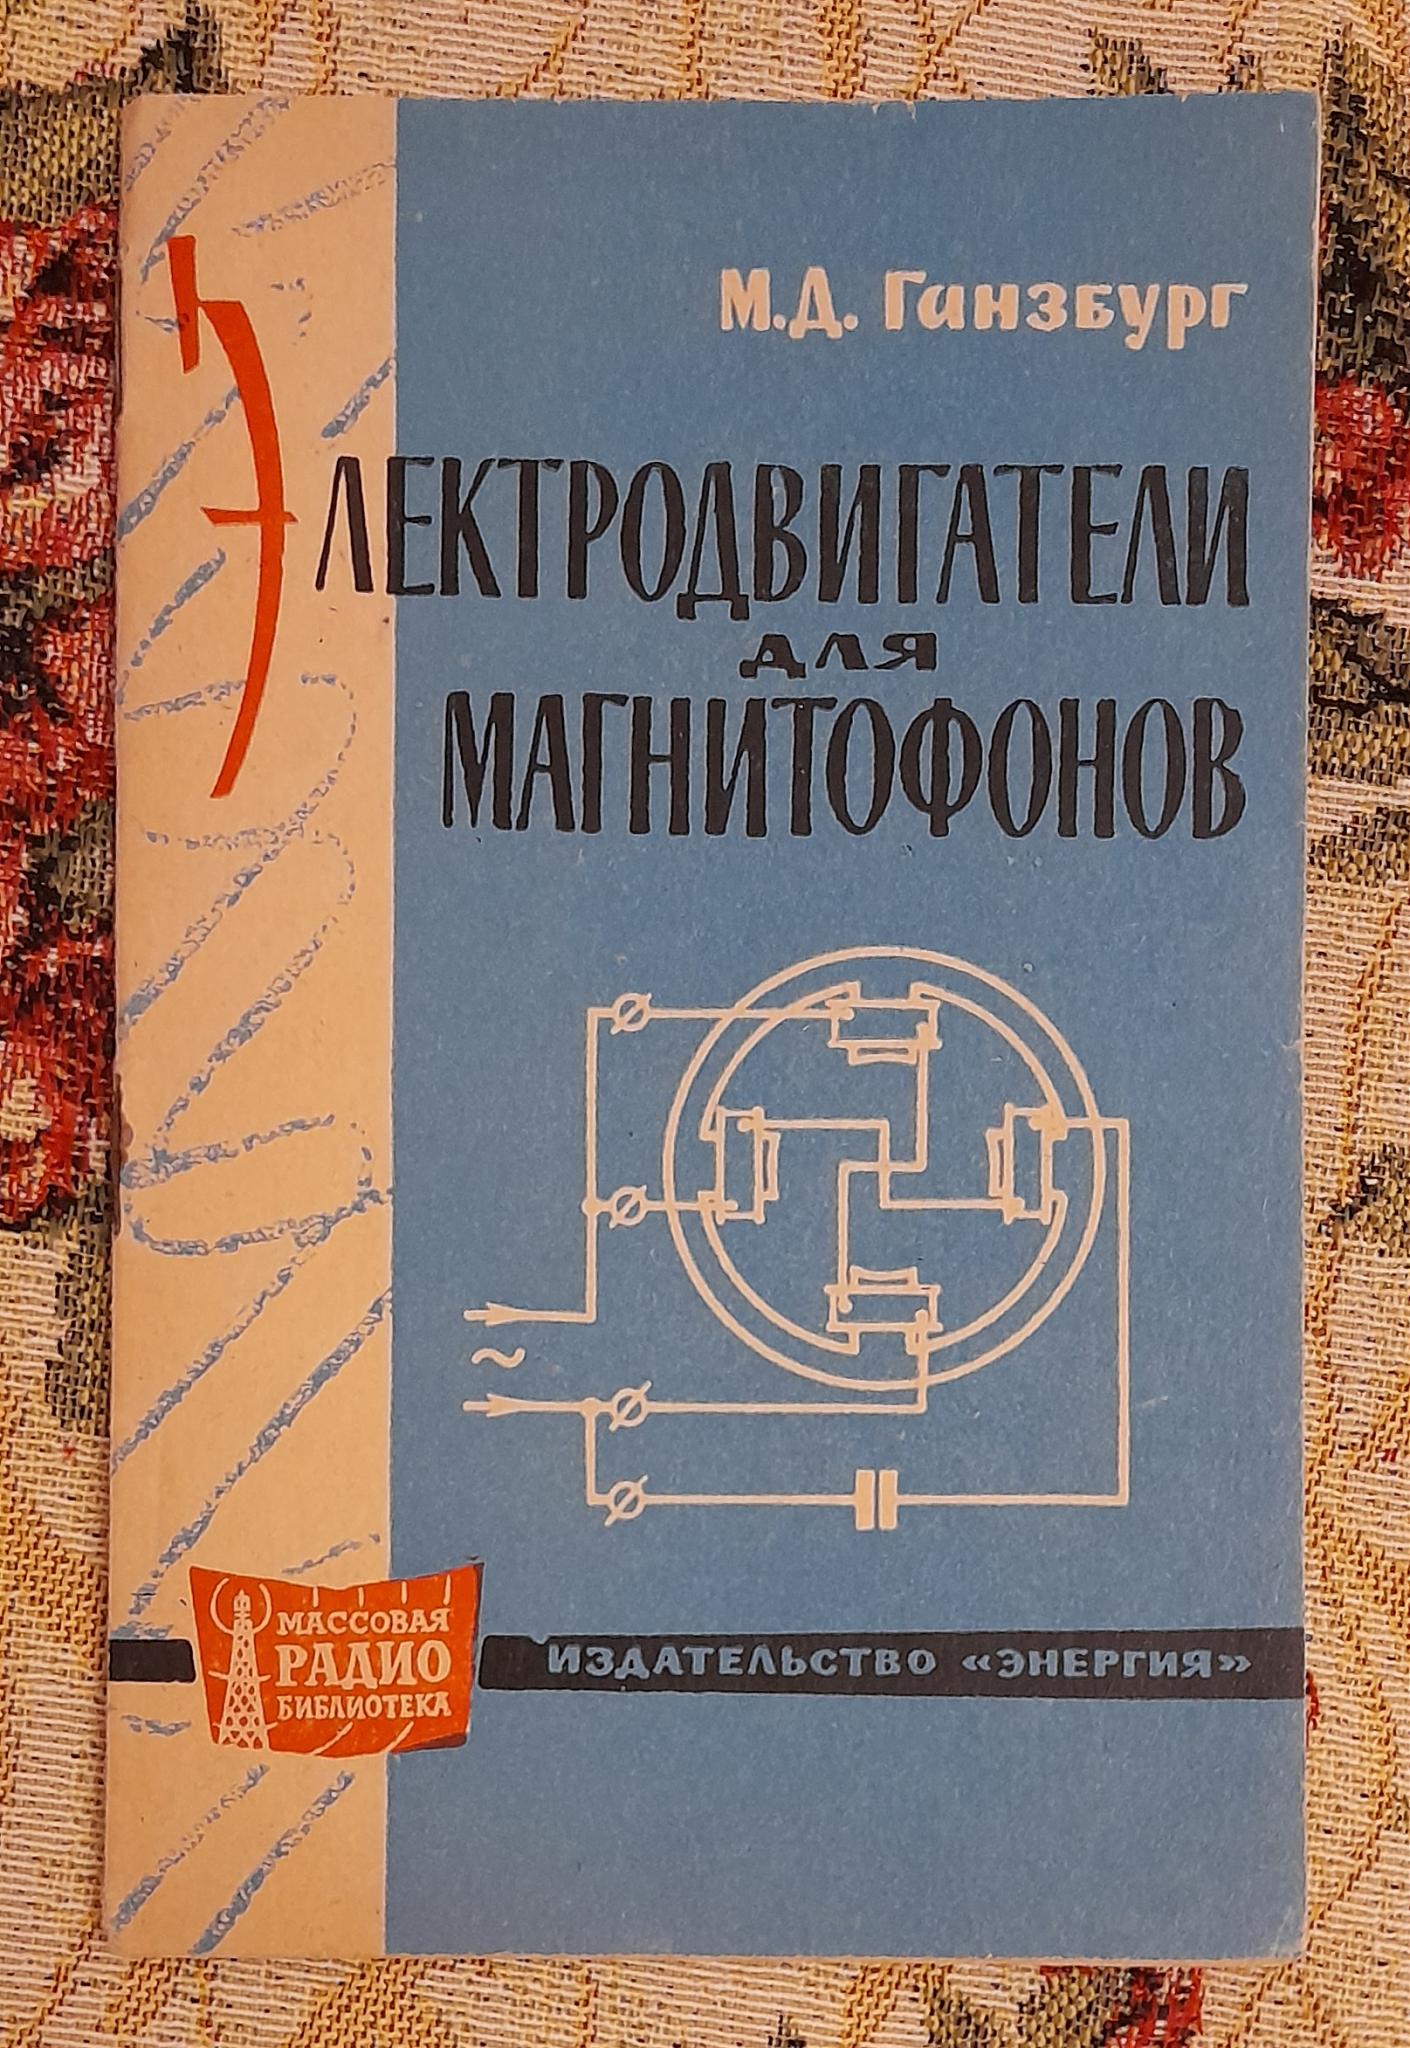 М.Д. Ганзбург
ЭЛЕКТРОДВИГАТЕЛИ
ДЛЯ
МАГНИТОФОНОВ
~
МАССОВАЯ
РАДИО
БИБЛИОТЕКА
ИЗДАТЕЛЬСТВО «ЭНЕРГИЯ»